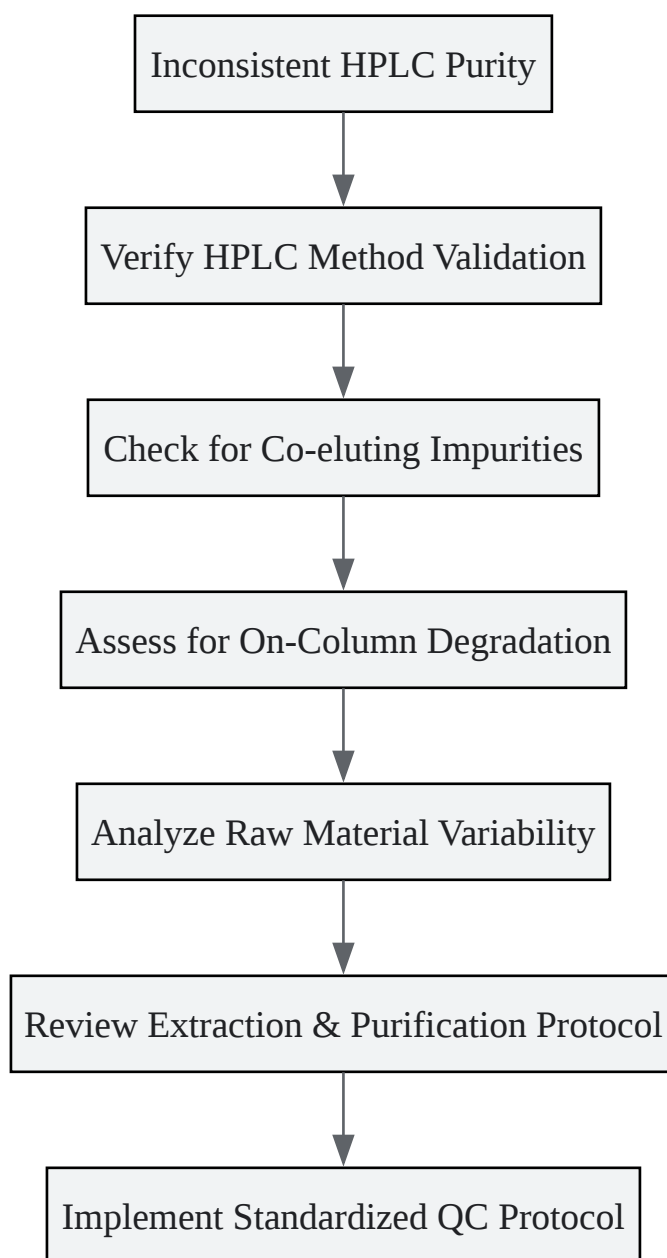 Inconsistent HPLC Purity
Verify HPLC Method Validation
Check for Co-eluting Impurities
Assess for On-Column Degradation
Analyze Raw Material Variability
Review Extraction & Purification Protocol
Implement Standardized QC Protocol